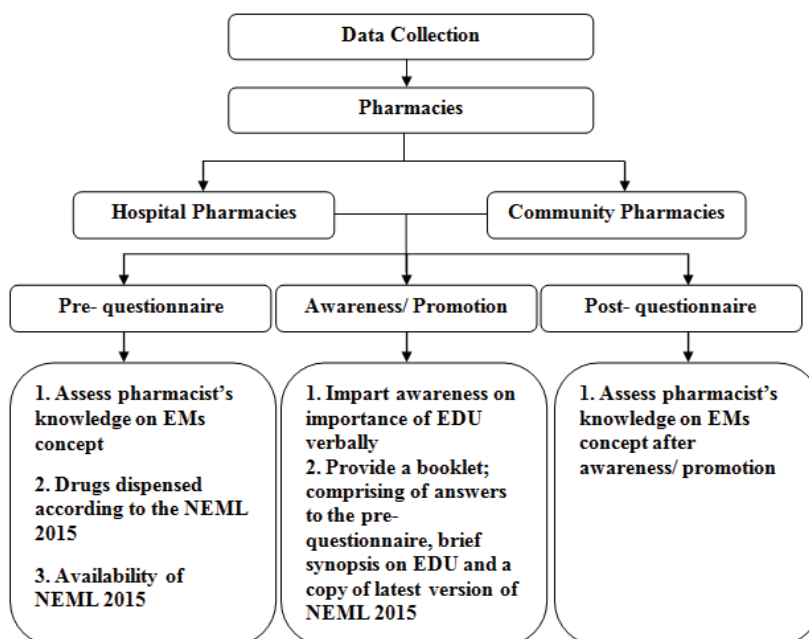 Data Collection
Pharmacies
Hospital Pharmacies
Community Pharmacies
Pre- questionnaire
Awareness/ Promotion
Post- questionnaire
1. Assess pharmacist's
knowledge on EMs
concept
2. Drugs dispensed
according to the NEML
2015
3. Availability of
NEML 2015
1. Impart awareness on
importance of EDU
verbally
2. Provide a booklet;
comprising of answers
to the pre-
questionnaire, brief
synopsis on EDU and a
copy of latest version of
NEML 2015
1. Assess pharmacist's
knowledge on EMs
concept after
awareness/ promotion